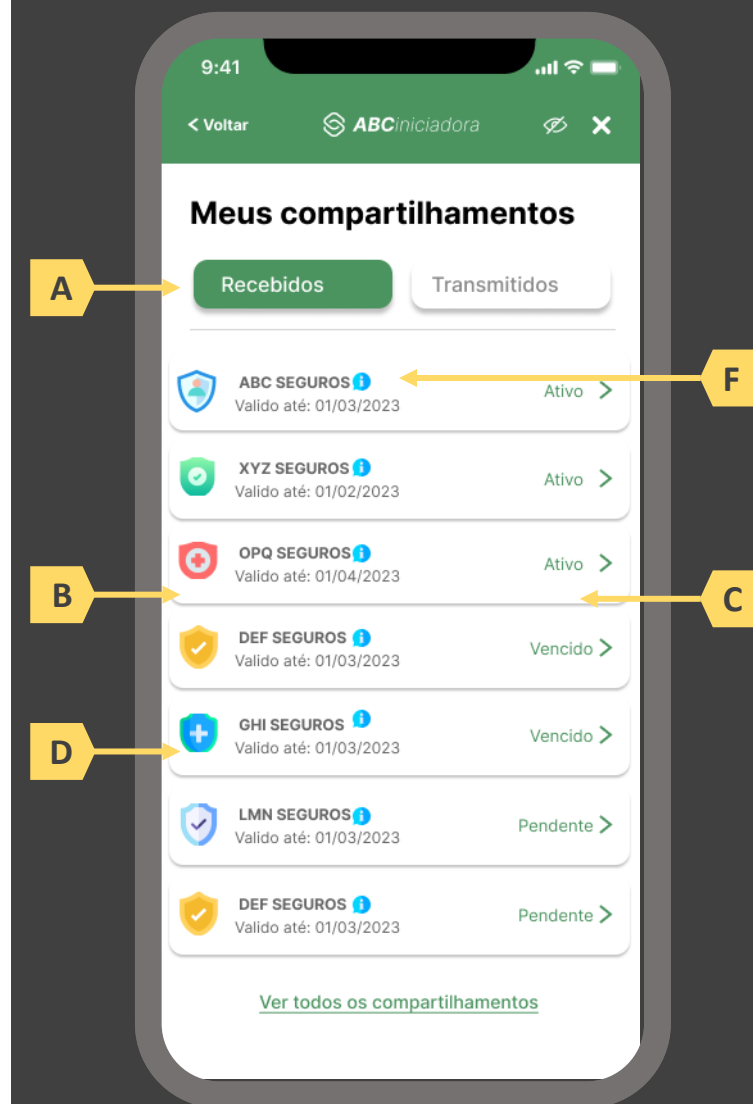 9:41
< Voltar
ABCiniciadora
Meus compartilhamentos
A
Recebidos
Transmitidos
ABC SEGUROS i
Valido até: 01/03/2023
Ativo >
F
XYZ SEGUROS i
Valido até: 01/02/2023
Ativo >
OPQ SEGUROS i
Valido até: 01/04/2023
Ativo >
B
C
DEF SEGUROS i
Valido até: 01/03/2023
Vencido >
GHI SEGUROS i
Valido até: 01/03/2023
Vencido >
D
LMN SEGUROS i
Valido até: 01/03/2023
Pendente >
DEF SEGUROS i
Valido até: 01/03/2023
Pendente >
Ver todos os compartilhamentos